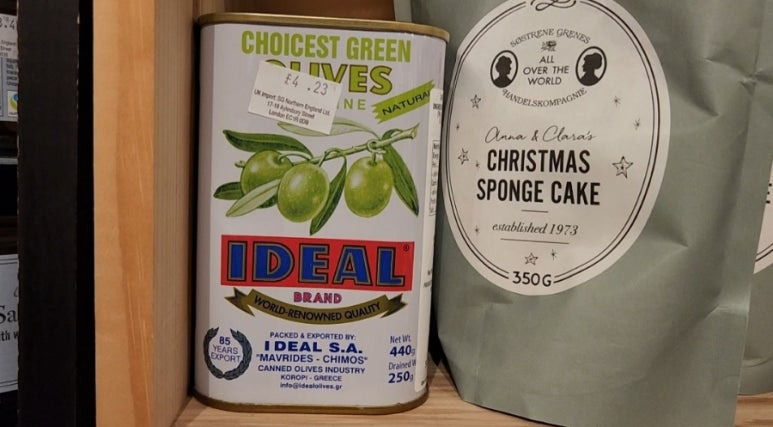 CHOICEST GREEN
OLIVES
£4.23
UK Import: SG Northern England Ltd.
17-18 Aylesbury Street
London EC1R 0DB
INE
NATURAL
IDEAL®
BRAND
WORLD-RENOWNED QUALITY
85
YEARS
EXPORT
PACKED & EXPORTED BY:
IDEAL S.A.
"MAVRIDES - CHIMOS"
CANNED OLIVES INDUSTRY
KOROPI - GREECE
info@idealolives.gr
Net Wt.
440g
Drained W
250g
SØSTRENE GRENES
ALL
OVER THE
WORLD
HANDELSKOMPAGNIE
Anna & Clara's
CHRISTMAS
SPONGE CAKE
established 1973
350G
Sa
th w